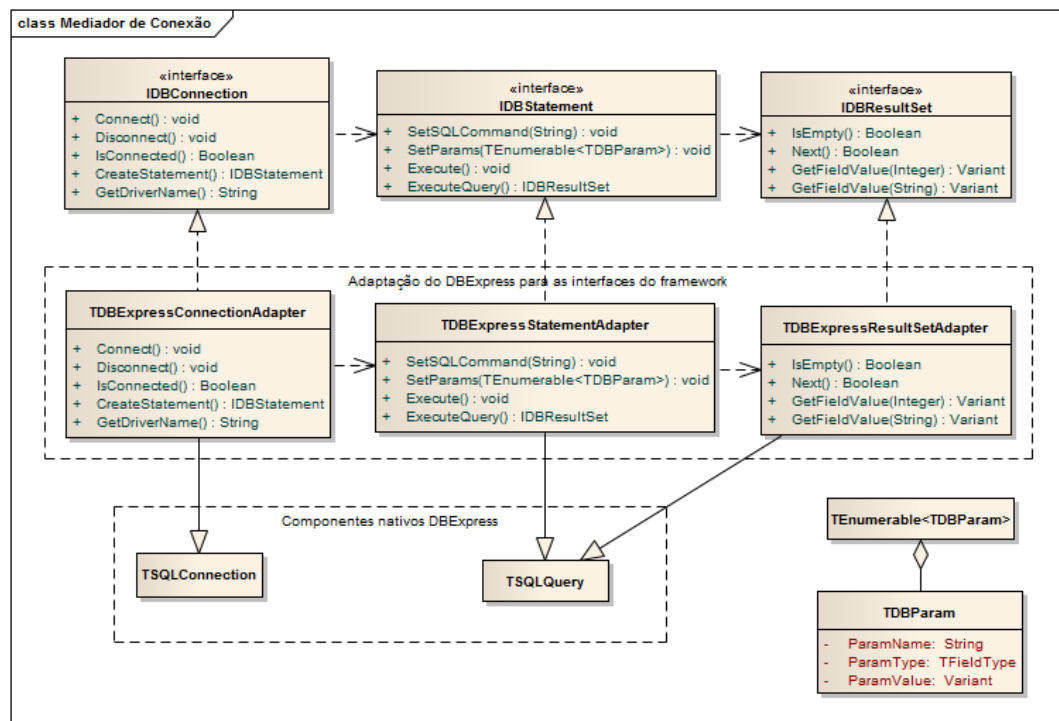 class Mediador de Conexão
«interface»
IDBConnection
+ Connect() : void
+ Disconnect() : void
+ IsConnected() : Boolean
+ CreateStatement() : IDBStatement
+ GetDriverName() : String
«interface»
IDBStatement
+ SetSQLCommand(String) : void
+ SetParams(TEnumerable<TDBParam>) : void
+ Execute() : void
+ ExecuteQuery() : IDBResultSet
«interface»
IDBResultSet
+ IsEmpty() : Boolean
+ Next() : Boolean
+ GetFieldValue(Integer) : Variant
+ GetFieldValue(String) : Variant
Adaptação do DBExpress para as interfaces do framework
TDBExpressConnectionAdapter
+ Connect() : void
+ Disconnect() : void
+ IsConnected() : Boolean
+ CreateStatement() : IDBStatement
+ GetDriverName() : String
TDBExpressStatementAdapter
+ SetSQLCommand(String) : void
+ SetParams(TEnumerable<TDBParam>) : void
+ Execute() : void
+ ExecuteQuery() : IDBResultSet
TDBExpressResultSetAdapter
+ IsEmpty() : Boolean
+ Next() : Boolean
+ GetFieldValue(Integer) : Variant
+ GetFieldValue(String) : Variant
Componentes nativos DBExpress
TSQLConnection
TSQLQuery
TEnumerable<TDBParam>
TDBParam
- ParamName: String
- ParamType: TFieldType
- ParamValue: Variant